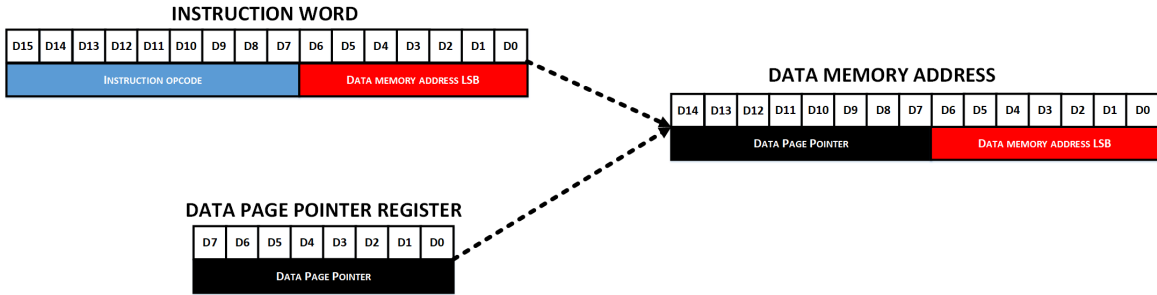 INSTRUCTION WORD
D15 D14 D13 D12 D11 D10 D9 D8 D7 D6 D5 D4 D3 D2 D1 D0
INSTRUCTION OPCODE DATA MEMORY ADDRESS LSB
DATA MEMORY ADDRESS
D14 D13 D12 D11 D10 D9 D8 D7 D6 D5 D4 D3 D2 D1 D0
DATA PAGE POINTER DATA MEMORY ADDRESS LSB
DATA PAGE POINTER REGISTER
D7 D6 D5 D4 D3 D2 D1 D0
DATA PAGE POINTER